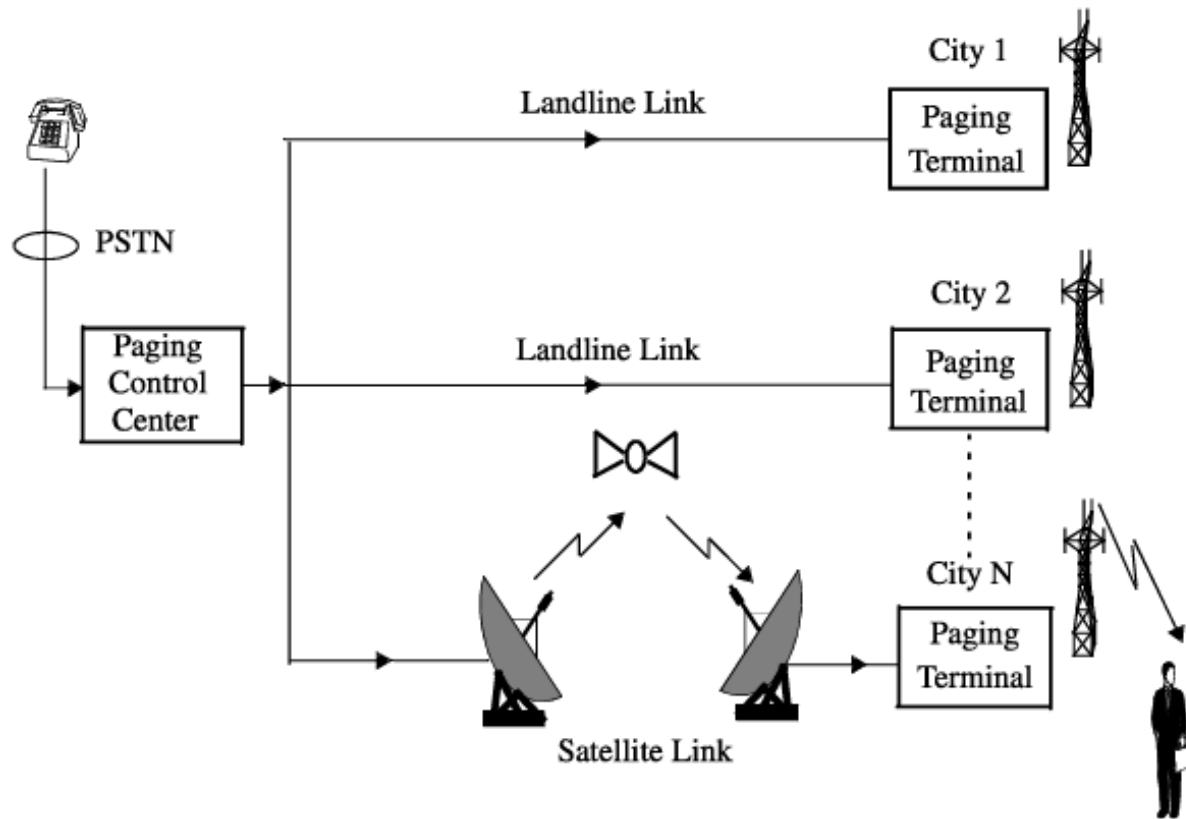 City 1
Landline Link
Paging
Terminal
PSTN
City 2
Landline Link
Paging
Control
Center
Paging
Terminal
City N
Paging
Terminal
Satellite Link